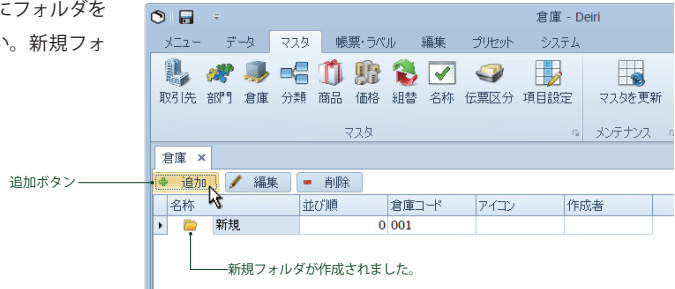 にフォルダを
い。新規フォ
倉庫 - Deiri
メニュー データ マスタ 帳票・ラベル 編集 プリセット システム
取引先 部門 倉庫 分類 商品 価格 組替 名称 伝票区分 項目設定 マスタを更新
マスタ メンテナンス
倉庫 ×
追加ボタン
追加 編集 削除
名称 並び順 倉庫コード アイコン 作成者
新規 0 001
新規フォルダが作成されました。